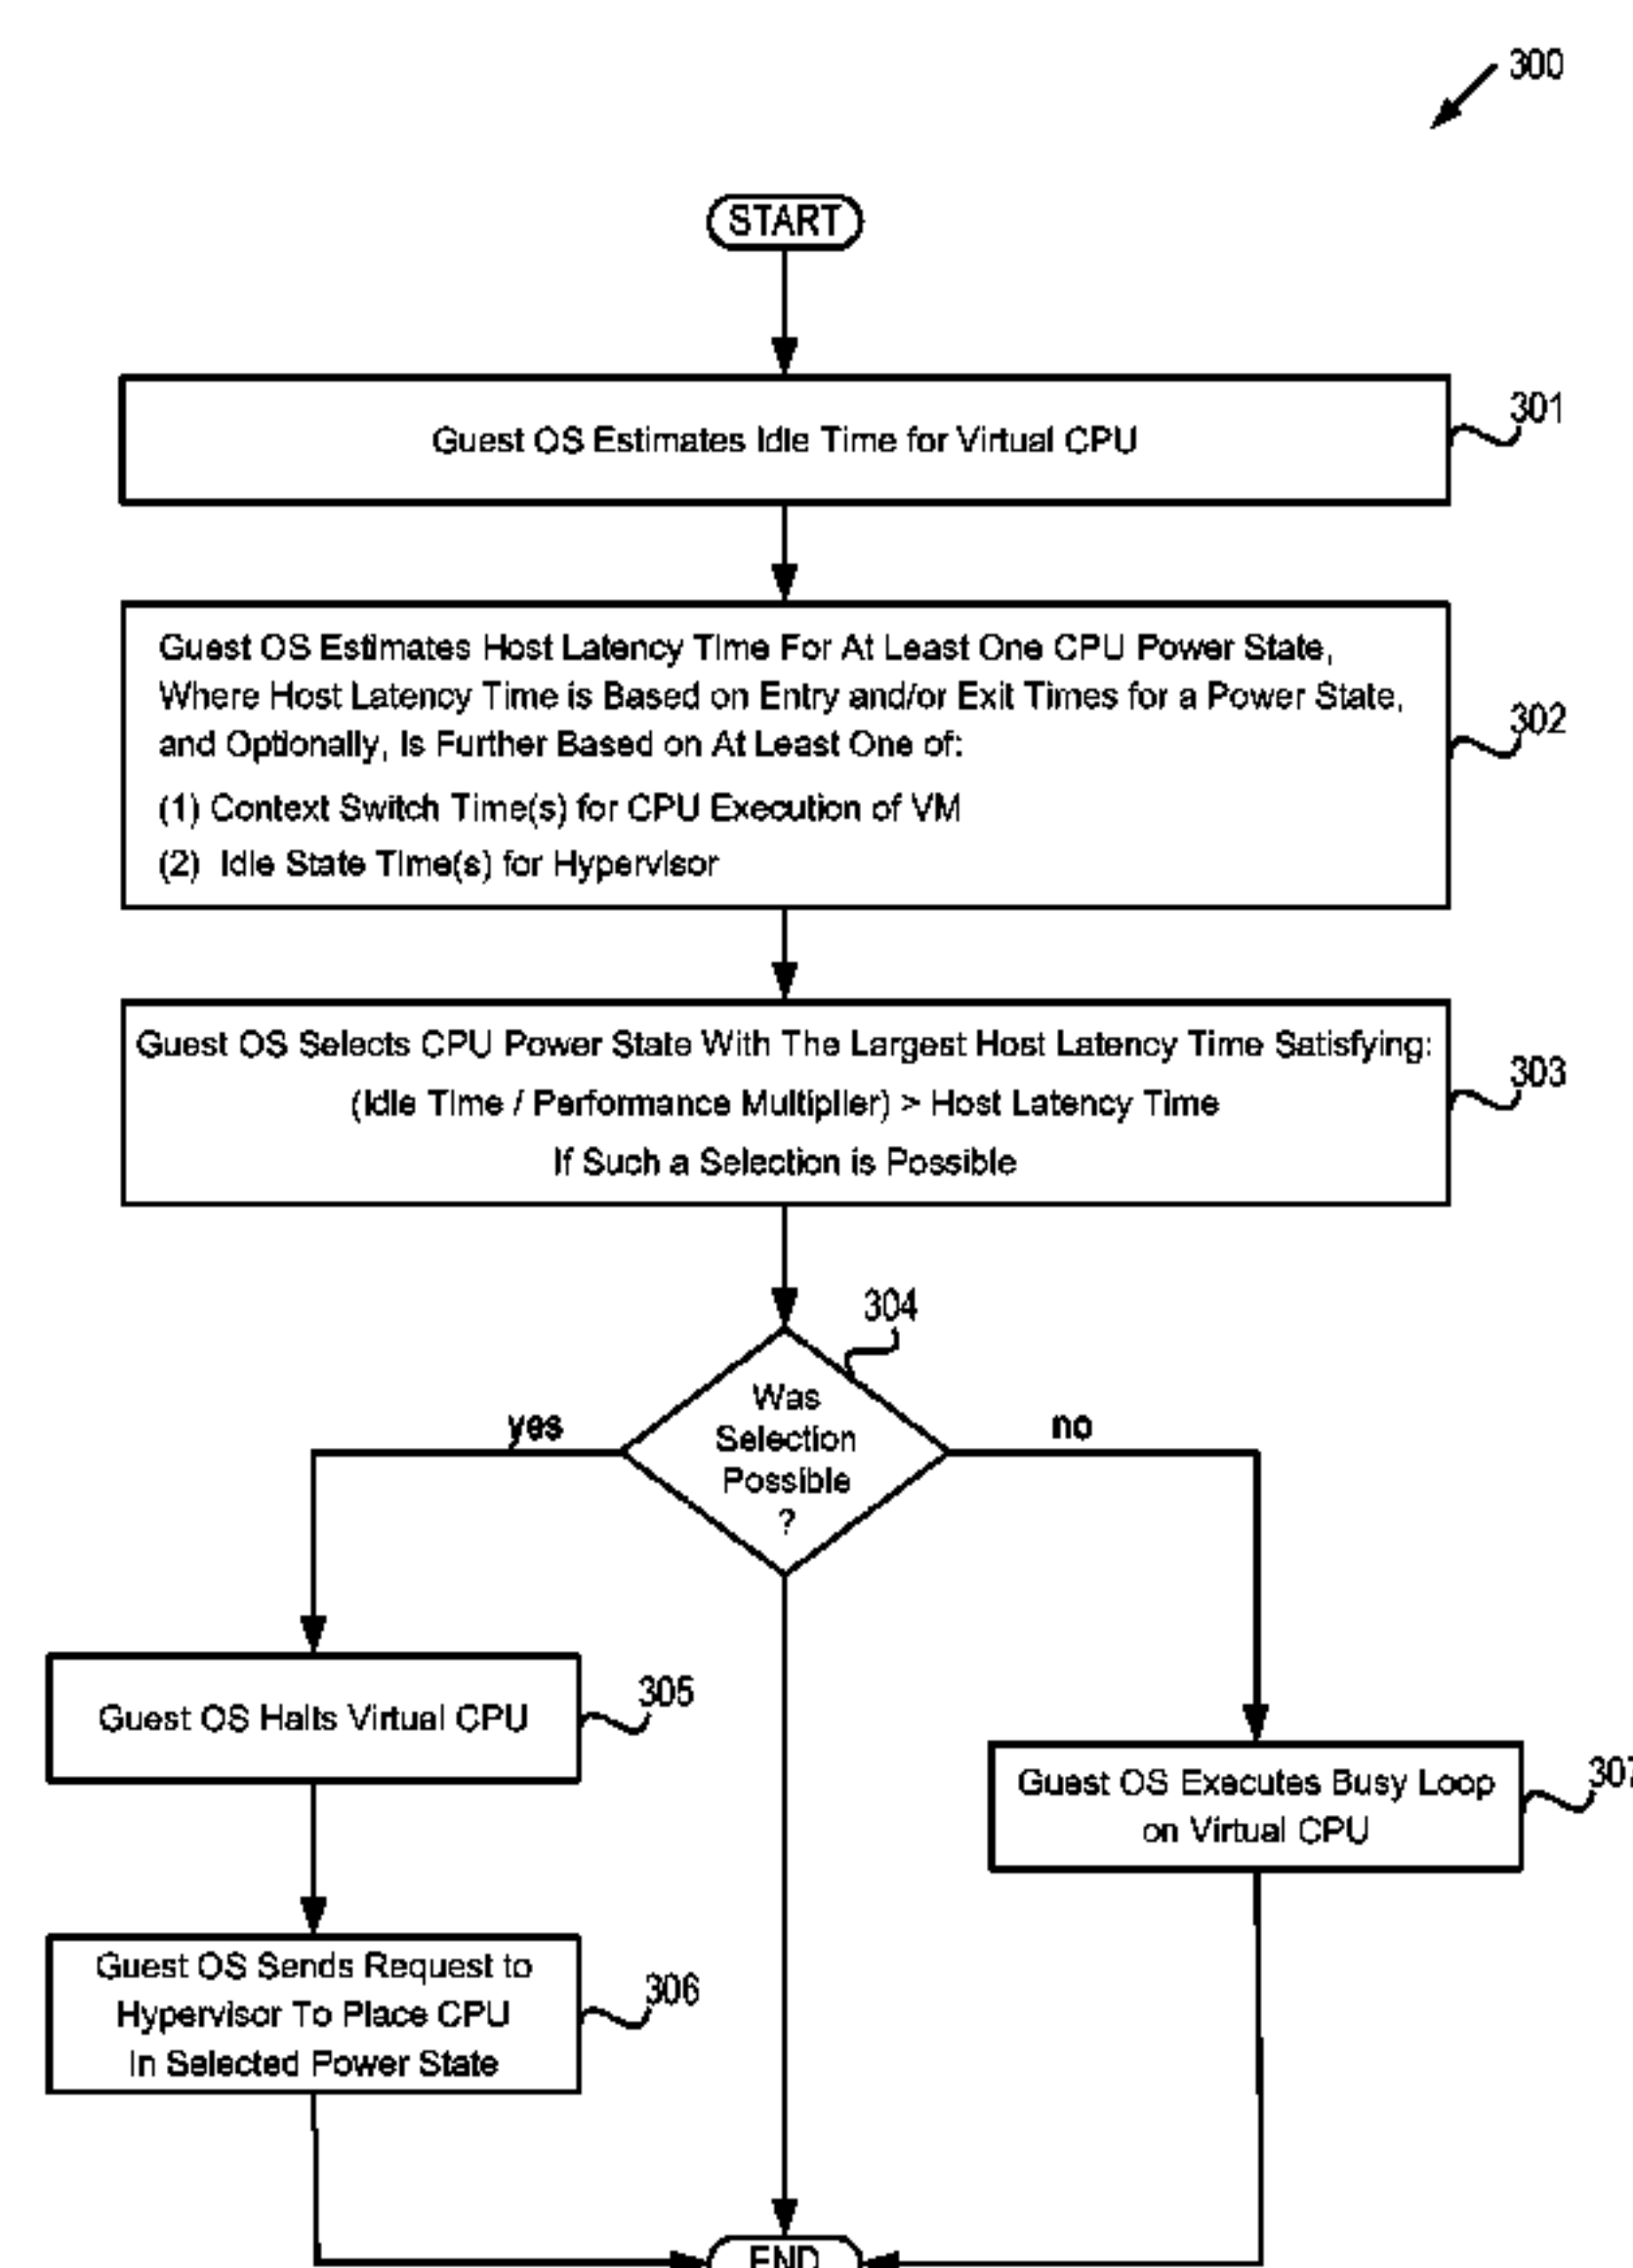 300
START
Guest OS Estimates Idle Time for Virtual CPU
301
Guest OS Estimates Host Latency Time For At Least One CPU Power State,
Where Host Latency Time is Based on Entry and/or Exit Times for a Power State,
and Optionally, Is Further Based on At Least One of:
(1) Context Switch Time(s) for CPU Execution of VM
(2) Idle State Time(s) for Hypervisor
302
Guest OS Selects CPU Power State With The Largest Host Latency Time Satisfying:
(Idle Time / Performance Multiplier) > Host Latency Time
If Such a Selection is Possible
303
304
Was
Selection
Possible
?
yes
no
Guest OS Halts Virtual CPU
305
Guest OS Executes Busy Loop
on Virtual CPU
307
Guest OS Sends Request to
Hypervisor To Place CPU
In Selected Power State
306
END